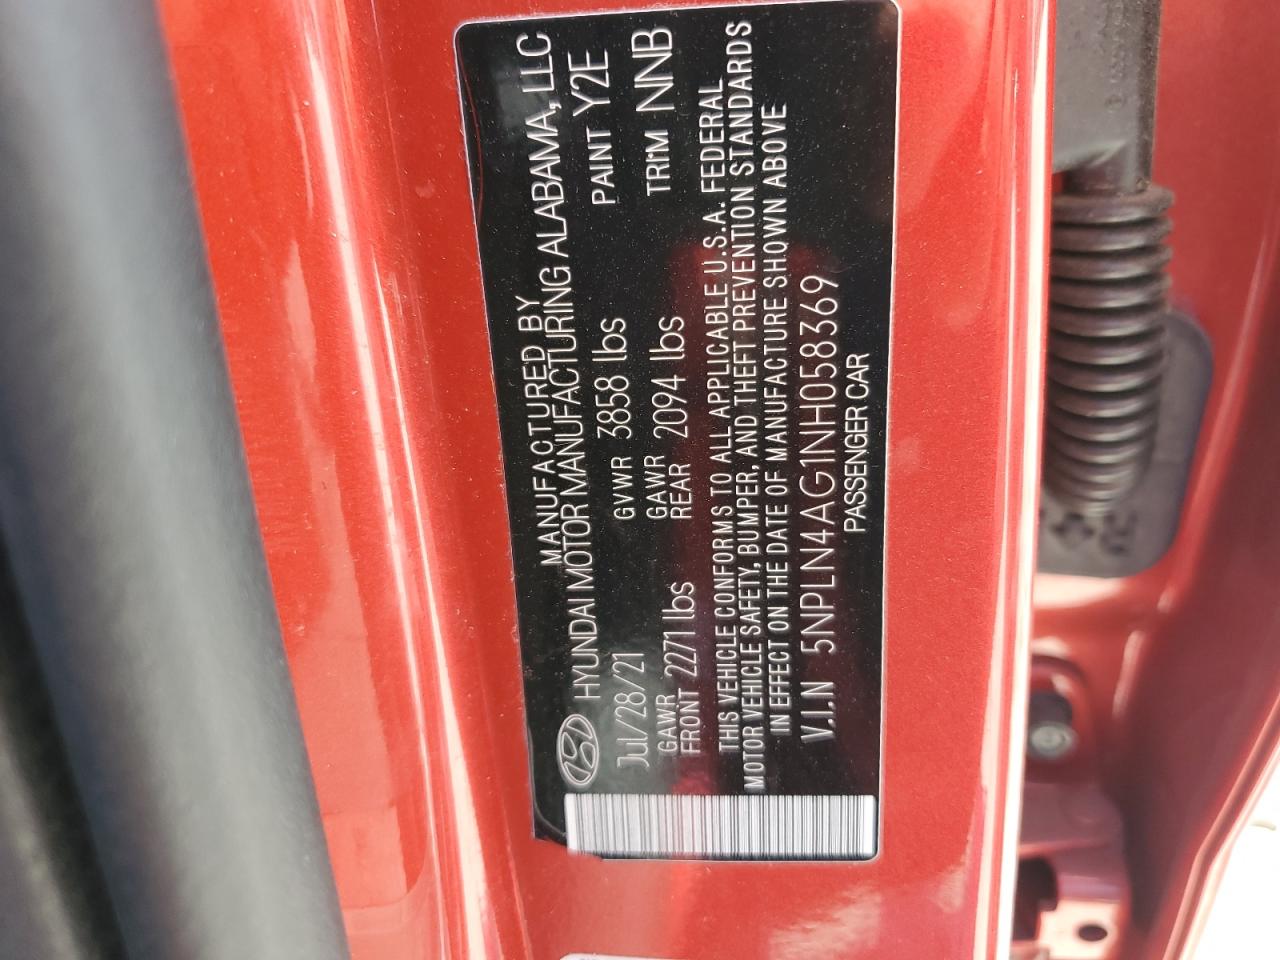 MANUFACTURED BY
HYUNDAI MOTOR MANUFACTURING ALABAMA, LLC
Jul/28/21 GVWR 3858 lbs PAINT Y2E
GAWR FRONT 2271 lbs GAWR REAR 2094 lbs TRIM NNB
THIS VEHICLE CONFORMS TO ALL APPLICABLE U.S.A. FEDERAL
MOTOR VEHICLE SAFETY, BUMPER, AND THEFT PREVENTION STANDARDS
IN EFFECT ON THE DATE OF MANUFACTURE SHOWN ABOVE
V.I.N 5NPLN4AG1NH058369
PASSENGER CAR